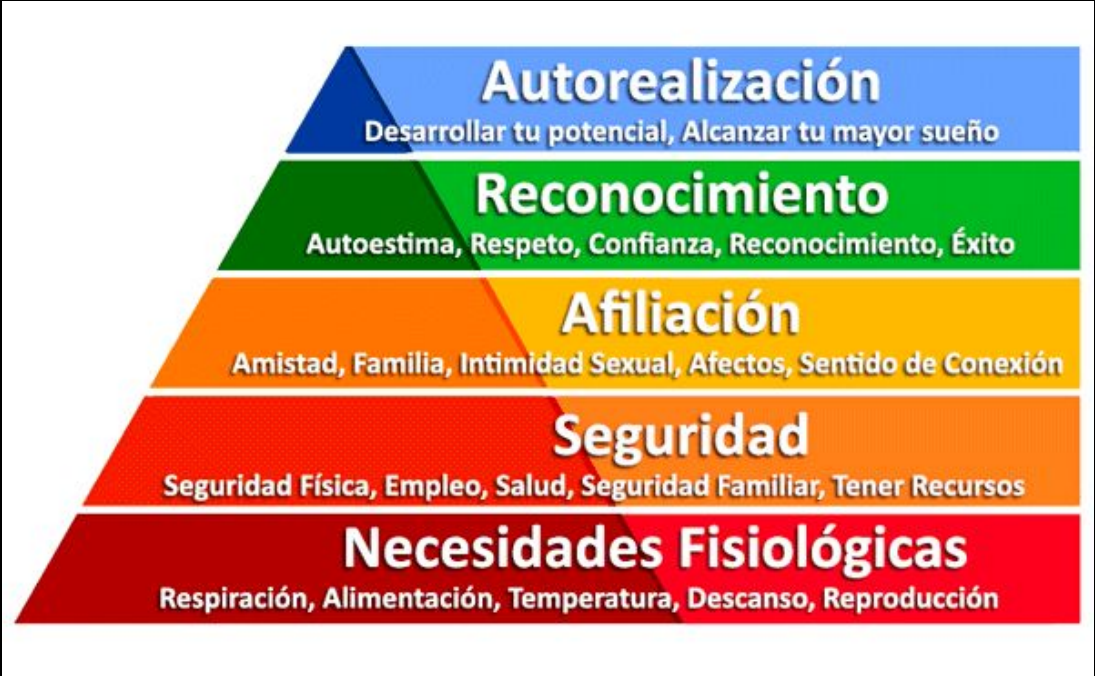 Autorealización
Desarrollar tu potencial, Alcanzar tu mayor sueño
Reconocimiento
Autoestima, Respeto, Confianza, Reconocimiento, Éxito
Afiliación
Amistad, Familia, Intimidad Sexual, Afectos, Sentido de Conexión
Seguridad
Seguridad Física, Empleo, Salud, Seguridad Familiar, Tener Recursos
Necesidades Fisiológicas
Respiración, Alimentación, Temperatura, Descanso, Reproducción